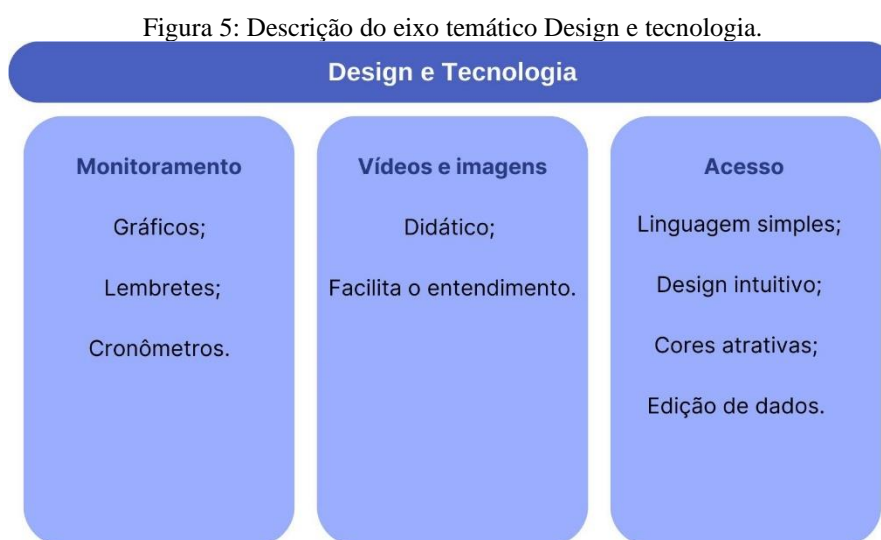 Figura 5: Descrição do eixo temático Design e tecnologia.
Design e Tecnologia
Monitoramento
Gráficos;
Lembretes;
Cronômetros.
Vídeos e imagens
Didático;
Facilita o entendimento.
Acesso
Linguagem simples;
Design intuitivo;
Cores atrativas;
Edição de dados.